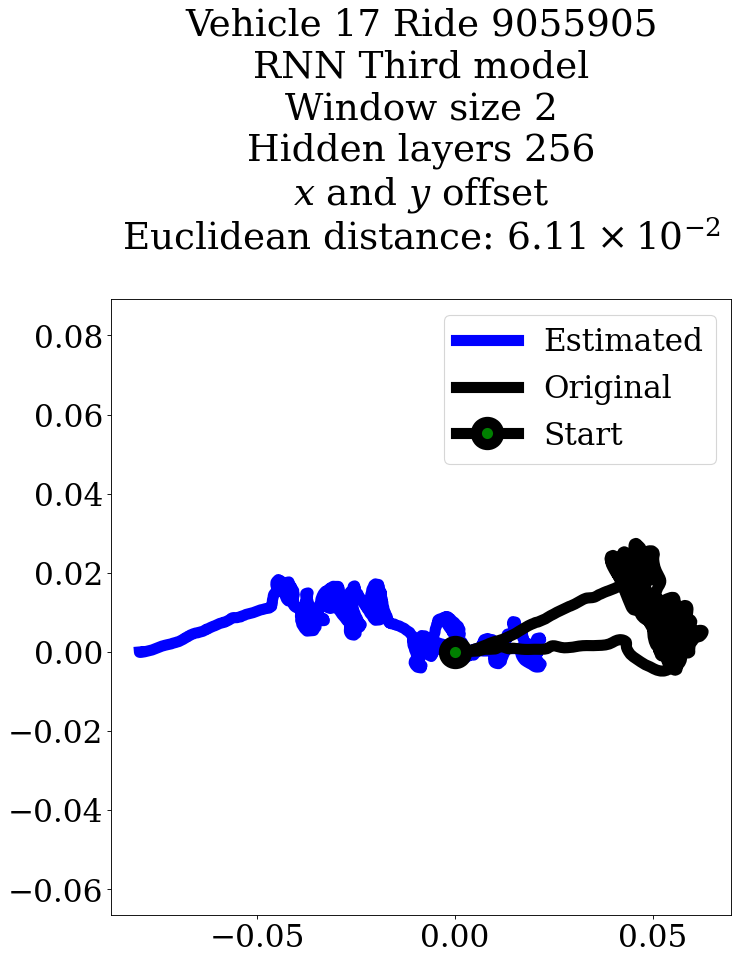 Vehicle 17 Ride 9055905
RNN Third model
Window size 2
Hidden layers 256
x and y offset
Euclidean distance: 6.11 × 10⁻²
Estimated
Original
Start
0.08
0.06
0.04
0.02
0.00
−0.02
−0.04
−0.06
−0.05 0.00 0.05